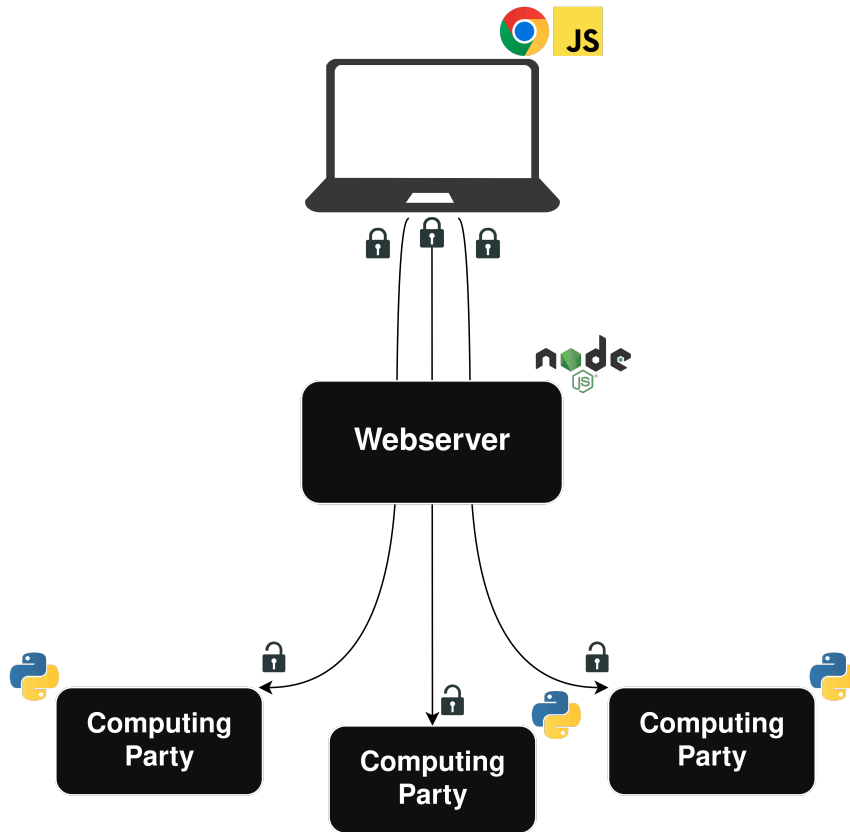 JS
node
JS
Webserver
Computing
Party
Computing
Party
Computing
Party